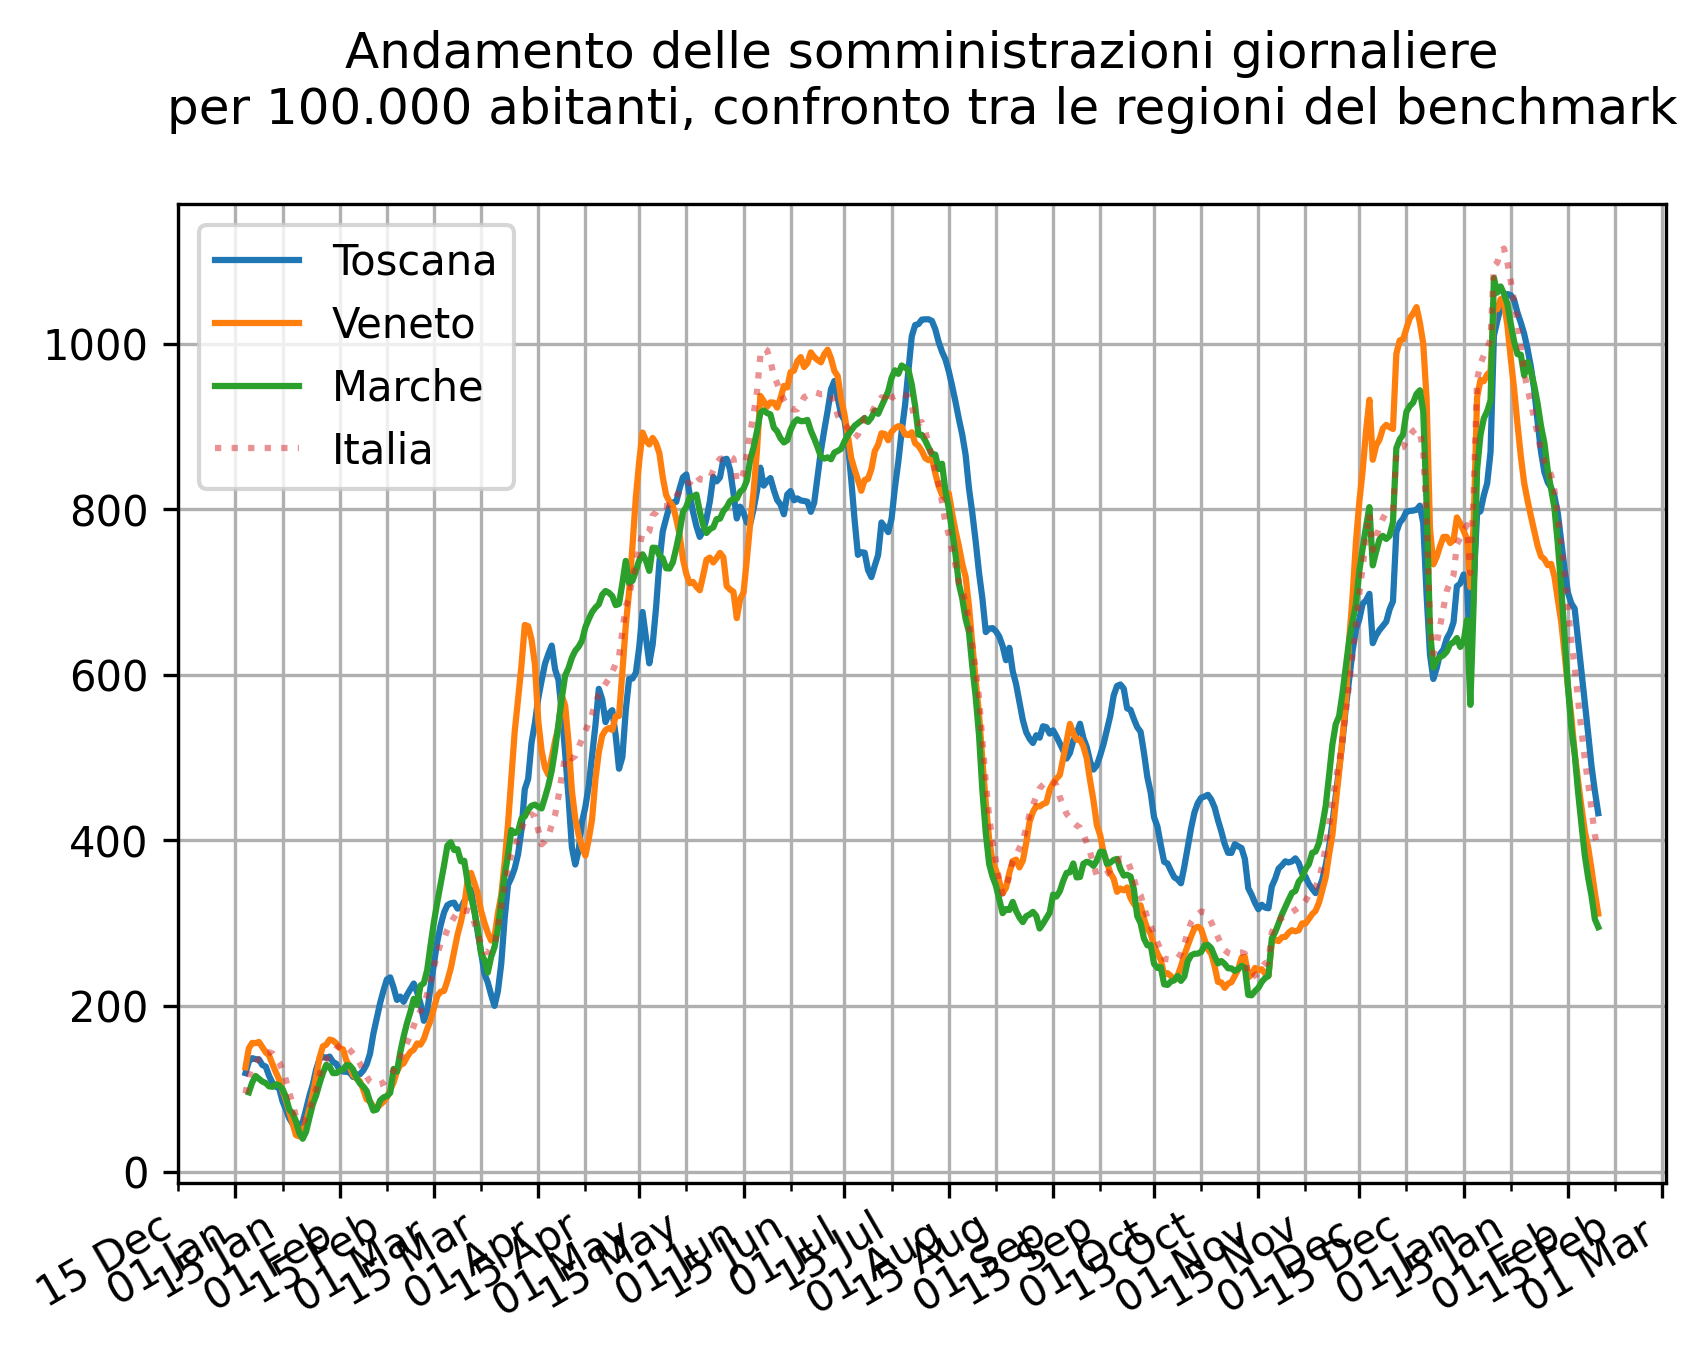 Andamento delle somministrazioni giornaliere
per 100.000 abitanti, confronto tra le regioni del benchmark
Toscana
Veneto
Marche
Italia
1000
800
600
400
200
0
15 Dec
01 Jan
15 Jan
01 Feb
15 Feb
01 Mar
15 Mar
01 Apr
15 Apr
01 May
15 May
01 Jun
15 Jun
01 Jul
15 Jul
01 Aug
15 Aug
01 Sep
15 Sep
01 Oct
15 Oct
01 Nov
15 Nov
01 Dec
15 Dec
01 Jan
15 Jan
01 Feb
15 Feb
01 Mar